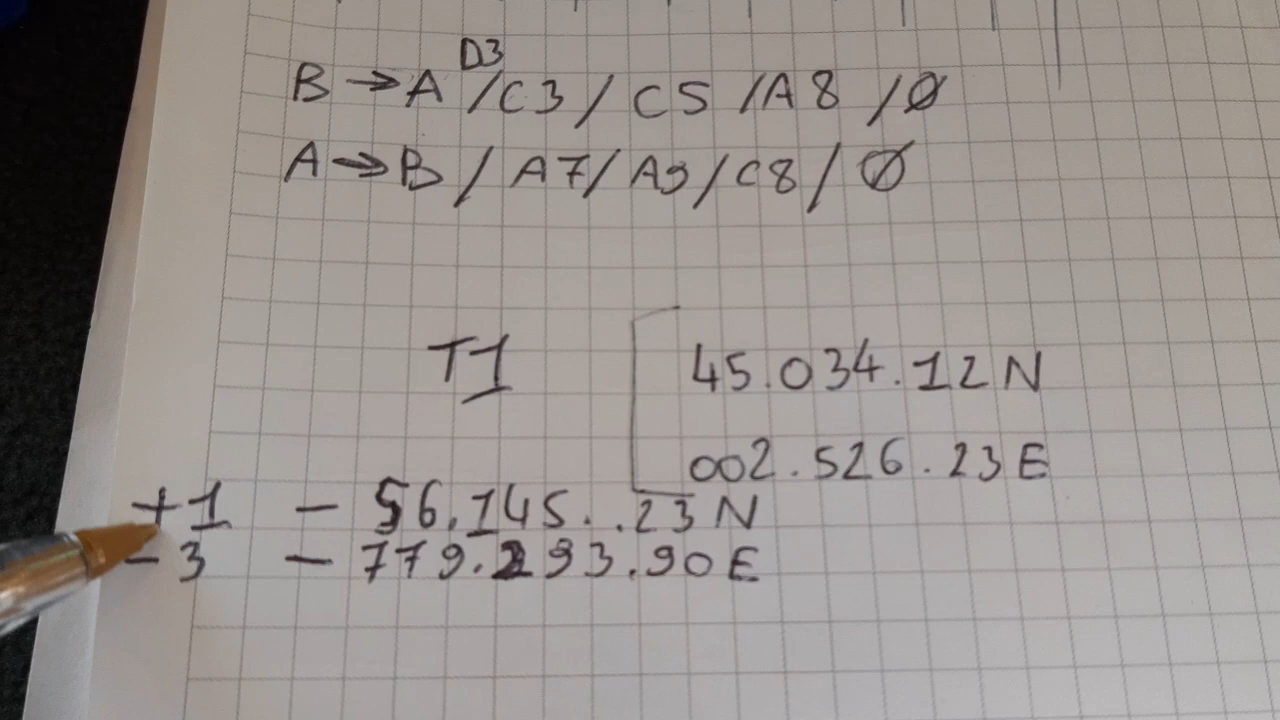 D3
B → A /C3/ C5 /A8 /Ø
A → B / A7/ A9/C8/ Ø
T1 45.034.12N
002.526.23E
+1 - 56.145..23N
-3 - 779.293.90E